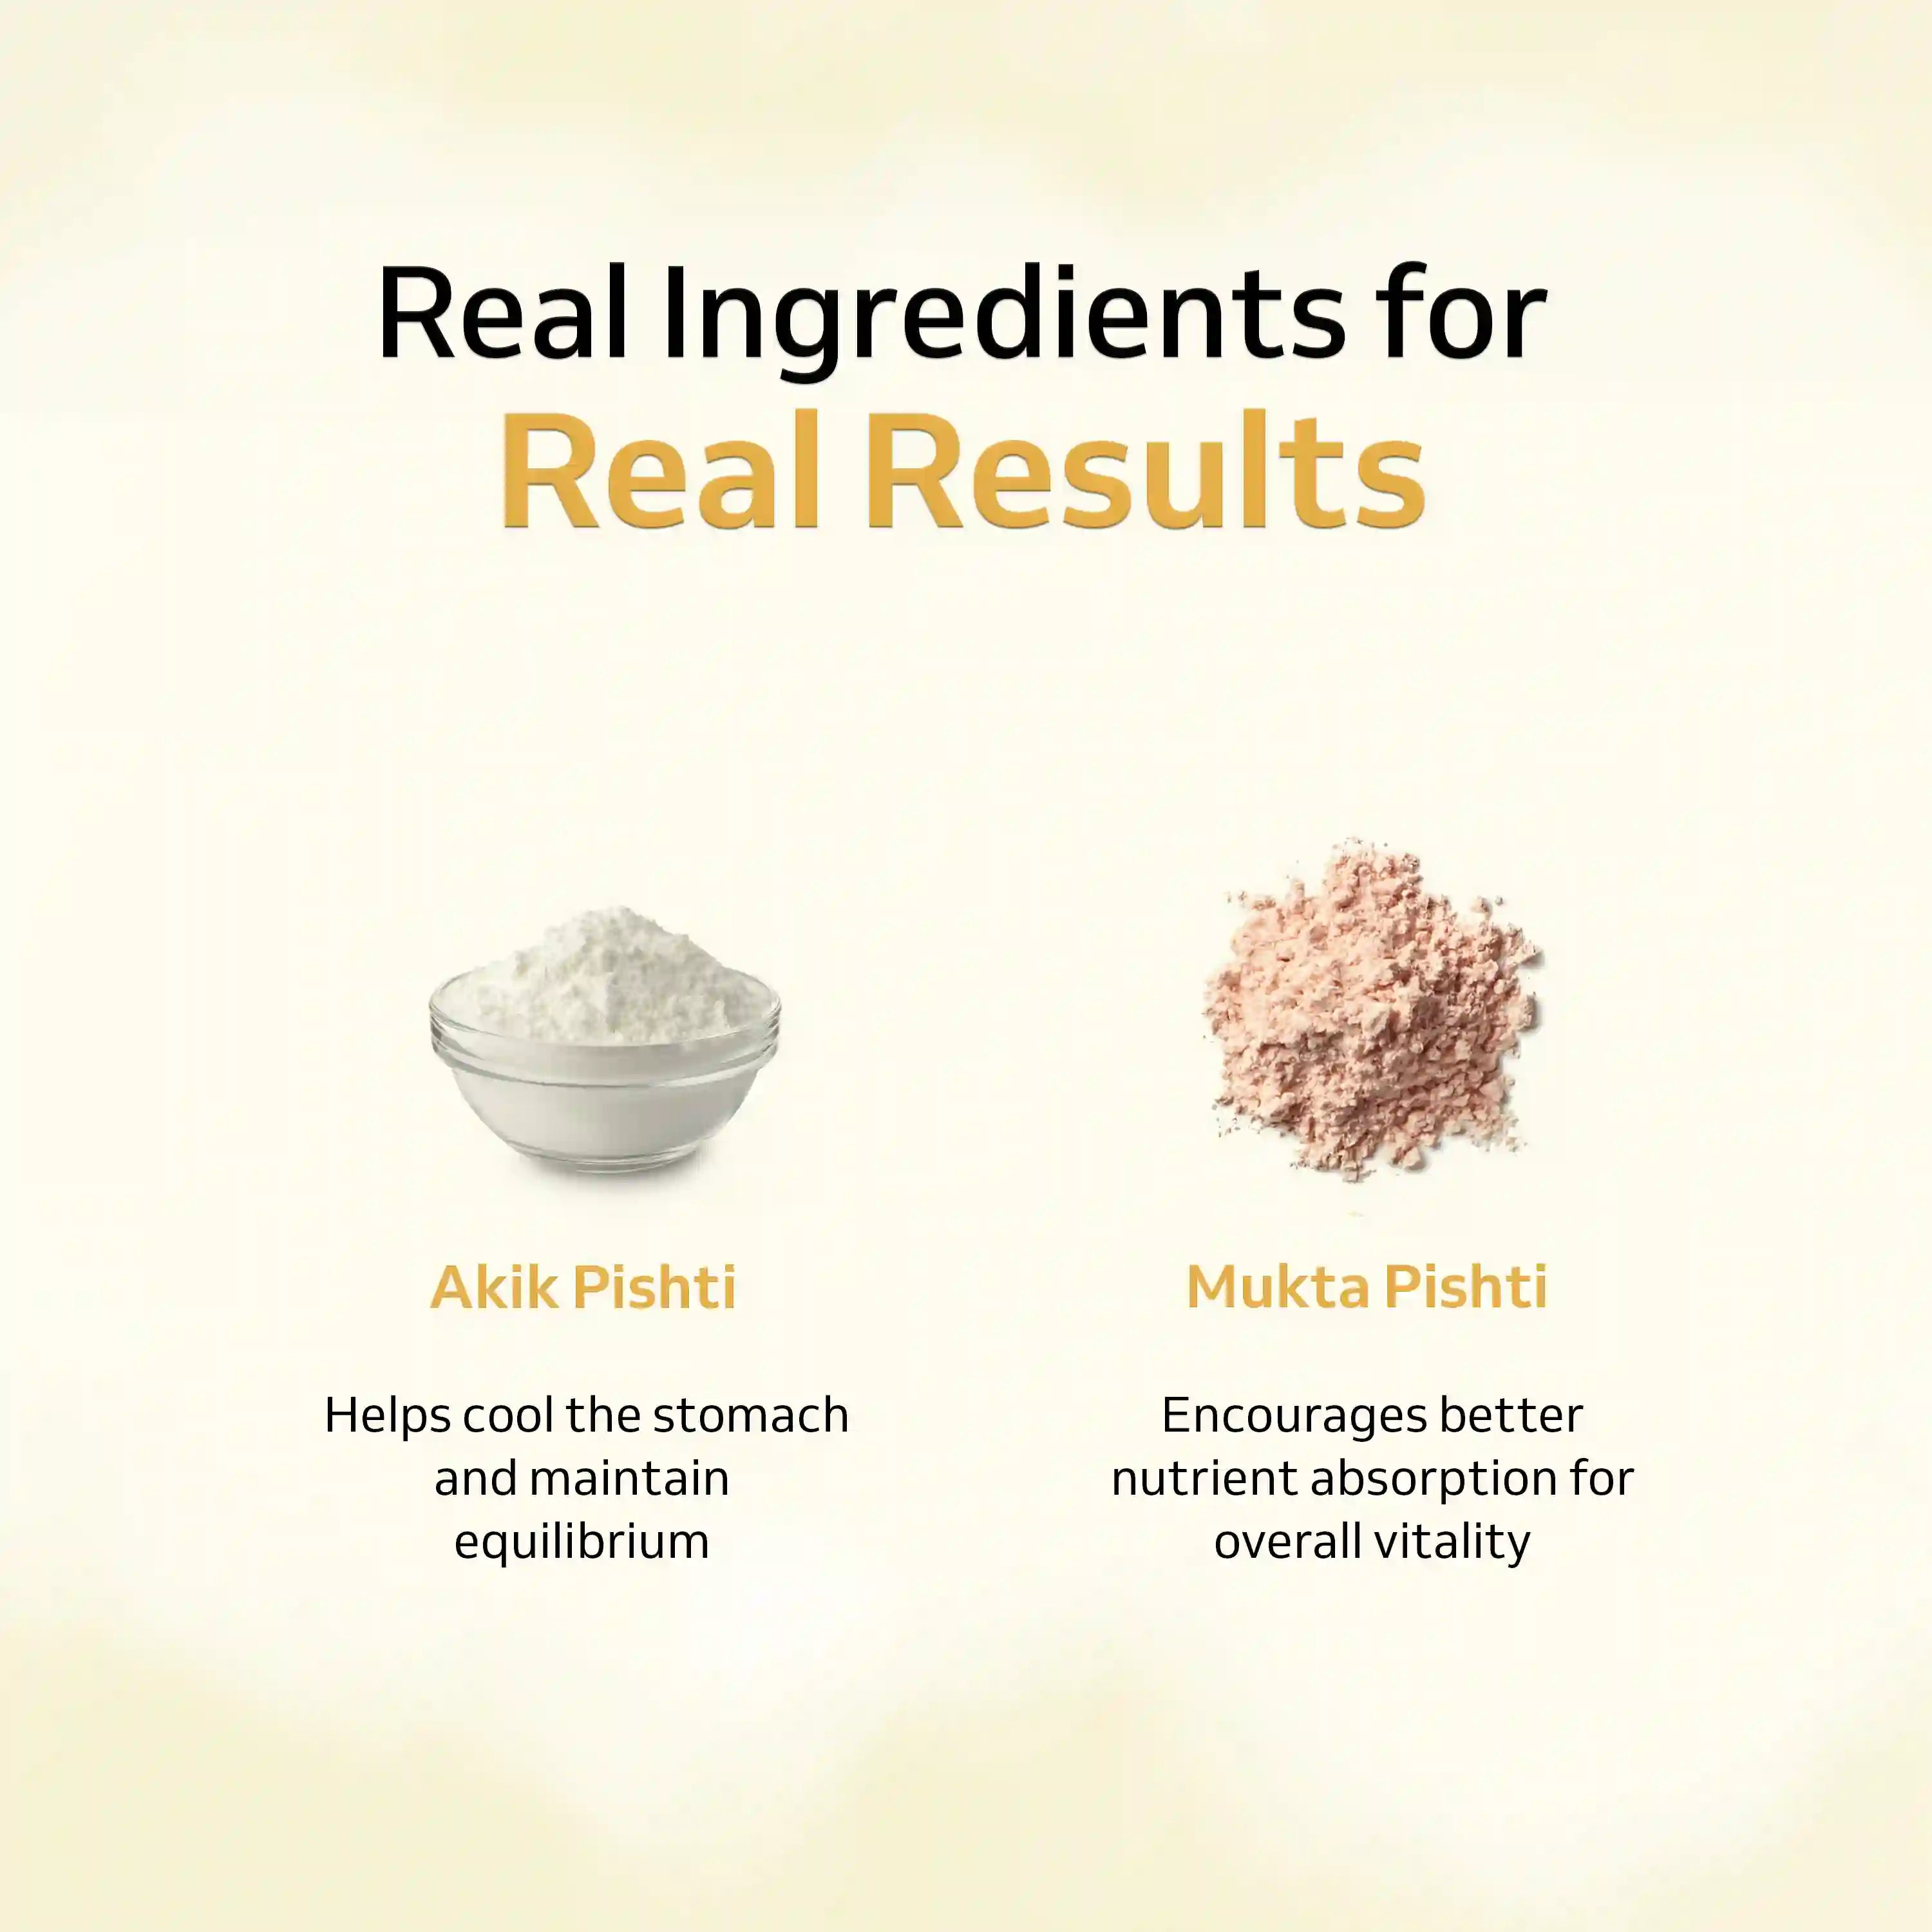 Real Ingredients for
Real Results
Akik Pishti
Helps cool the stomach
and maintain
equilibrium
Mukta Pishti
Encourages better
nutrient absorption for
overall vitality